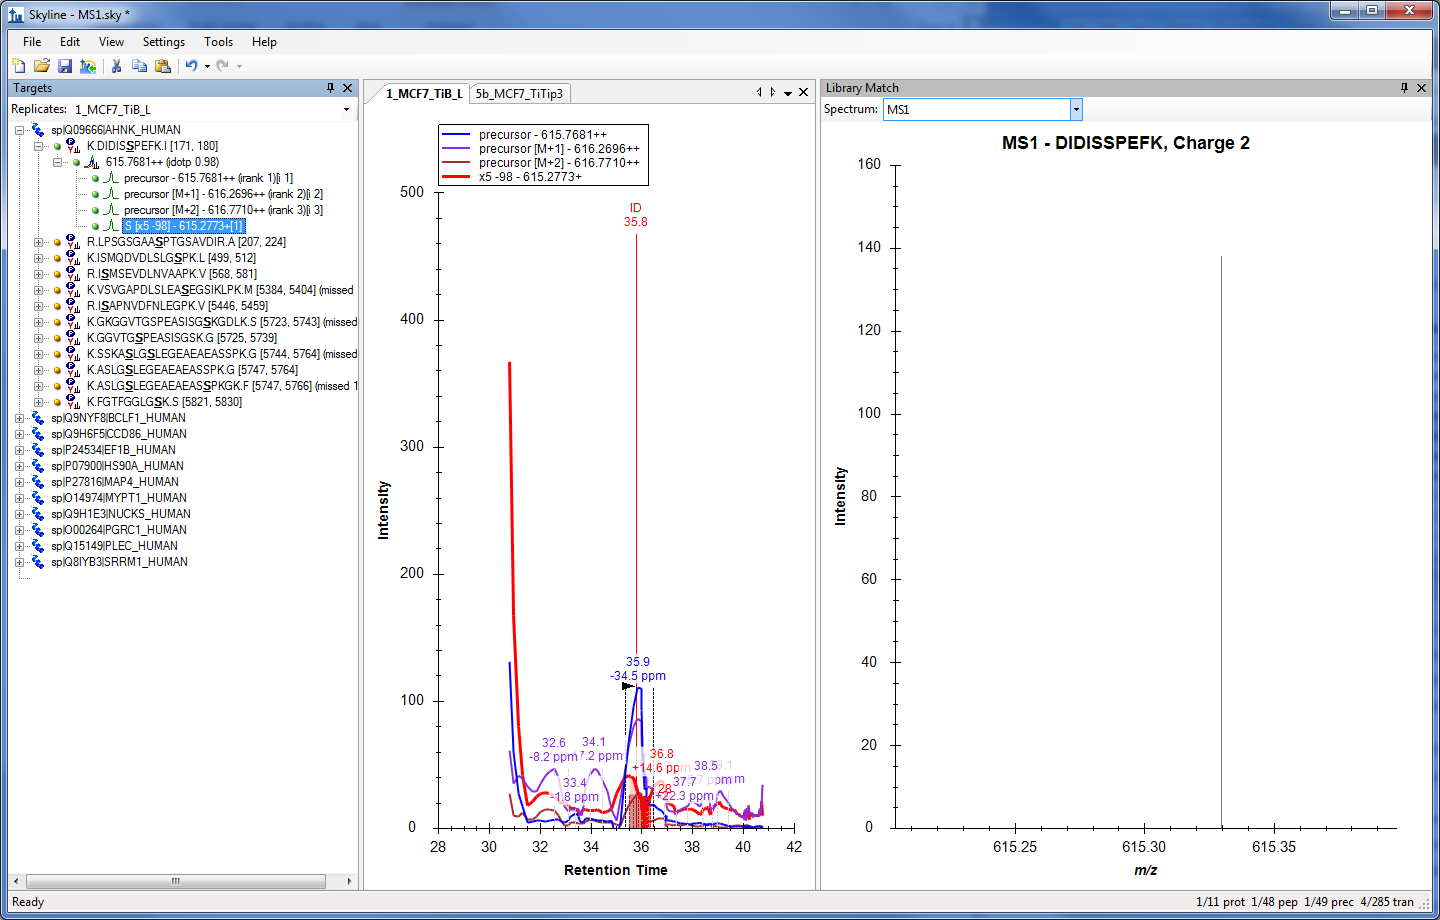 Skyline - MS1.sky *
File Edit View Settings Tools Help
Targets
Replicates: 1_MCF7_TiB_L
sp|Q09666|AHNK_HUMAN
K.DIDISSPEFK.I [171, 180]
615.7681++ (idotp 0.98)
precursor - 615.7681++ (irank 1)[i 1]
precursor [M+1] - 616.2696++ (irank 2)[i 2]
precursor [M+2] - 616.7710++ (irank 3)[i 3]
S [x5 -98] - 615.2773+[1]
R.LPSGSGAASPTGSAVDIR.A [207, 224]
K.ISMQDVDLSLGSPK.L [499, 512]
R.ISMSEVDLNVAAPK.V [568, 581]
K.VSVGAPDLSLEASEGSIKLPK.M [5384, 5404] (missed
R.ISAPNVDFNLEGPK.V [5446, 5459]
K.GKGGVTGSPEASISGSKGDLK.S [5723, 5743] (missed
K.GGVTGSPEASISGSK.G [5725, 5739]
K.SSKASLGSLEGEAEAEASSPK.G [5744, 5764] (missed
K.ASLGSLEGEAEAEASSPK.G [5747, 5764]
K.ASLGSLEGEAEAEASSPKGK.F [5747, 5766] (missed 1
K.FGTFGGLGSK.S [5821, 5830]
sp|Q9NYF8|BCLF1_HUMAN
sp|Q9H6F5|CCD86_HUMAN
sp|P24534|EF1B_HUMAN
sp|P07900|HS90A_HUMAN
sp|P27816|MAP4_HUMAN
sp|O14974|MYPT1_HUMAN
sp|Q9H1E3|NUCKS_HUMAN
sp|O00264|PGRC1_HUMAN
sp|Q15149|PLEC_HUMAN
sp|Q8IYB3|SRRM1_HUMAN
1_MCF7_TiB_L 5b_MCF7_TiTip3
precursor - 615.7681++
precursor [M+1] - 616.2696++
precursor [M+2] - 616.7710++
x5 -98 - 615.2773+
500
400
300
200
100
0
Intensity
ID
35.8
35.9
-34.5 ppm
32.6
-8.2 ppm
34.1
7.2 ppm
33.4
-1.8 ppm
36.8
+14.6 ppm
28
37.7
+22.3 ppm
38.5
28 30 32 34 36 38 40 42
Retention Time
Library Match
Spectrum: MS1
MS1 - DIDISSPEFK, Charge 2
160
140
120
100
80
60
40
20
0
Intensity
615.25 615.30 615.35
m/z
Ready
1/11 prot 1/48 pep 1/49 prec 4/285 tran